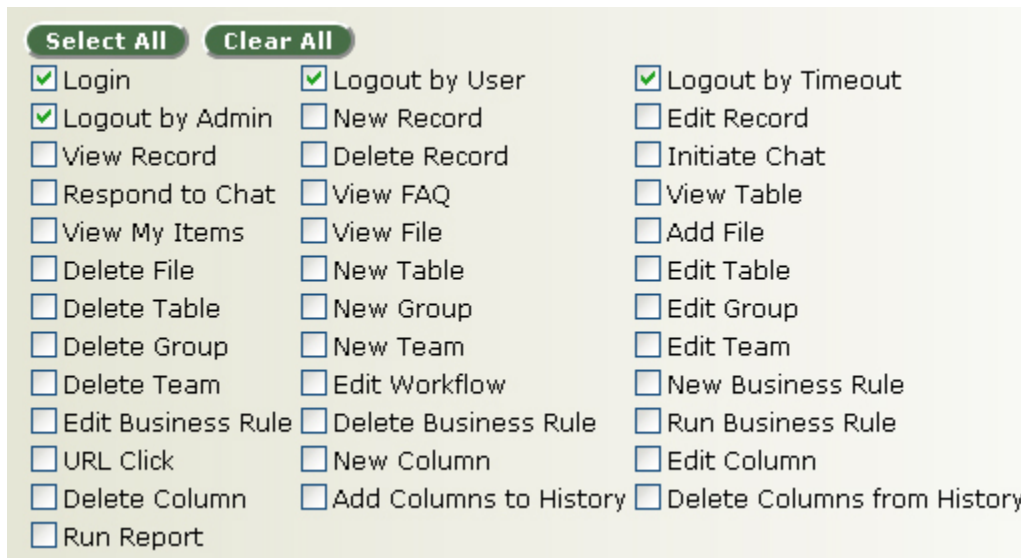 Select All Clear All
Login Logout by User Logout by Timeout
Logout by Admin New Record Edit Record
View Record Delete Record Initiate Chat
Respond to Chat View FAQ View Table
View My Items View File Add File
Delete File New Table Edit Table
Delete Table New Group Edit Group
Delete Group New Team Edit Team
Delete Team Edit Workflow New Business Rule
Edit Business Rule Delete Business Rule Run Business Rule
URL Click New Column Edit Column
Delete Column Add Columns to History Delete Columns from History
Run Report